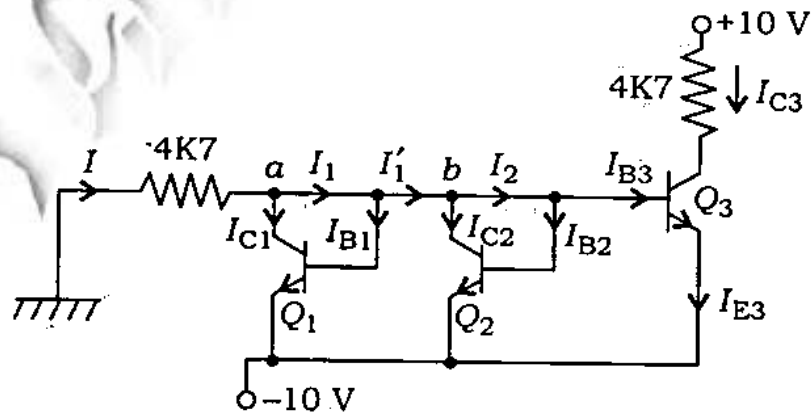 +10 V
4K7 I_C3
I 4K7 a I_1 I'_1 b I_2 I_B3
Q_3
I_C1 I_B1 I_C2 I_B2
Q_1 Q_2 I_E3
−10 V